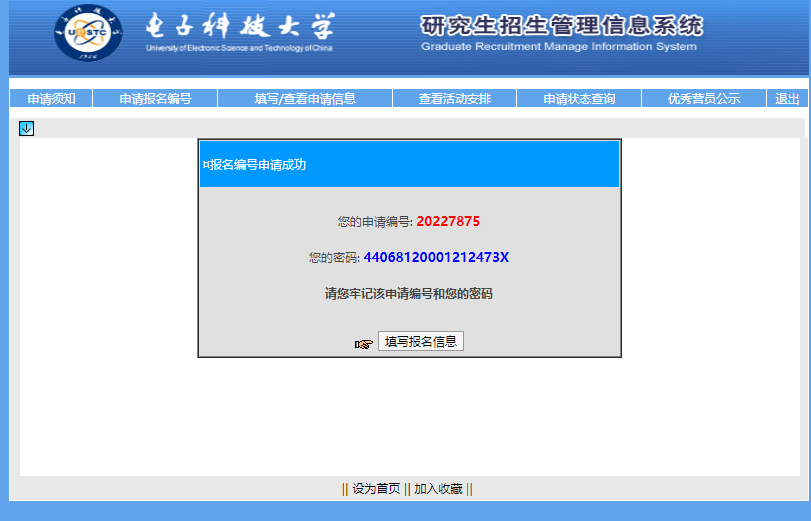 电子科技大学
University of Electronic Science and Technology of China
UESTC
1956
研究生招生管理信息系统
Graduate Recruitment Manage Information System
申请须知 申请报名编号 填写/查看申请信息 查看活动安排 申请状态查询 优秀营员公示 退出
¤报名编号申请成功
您的申请编号: 20227875
您的密码: 44068120001212473X
请您牢记该申请编号和您的密码
填写报名信息
|| 设为首页 || 加入收藏 ||